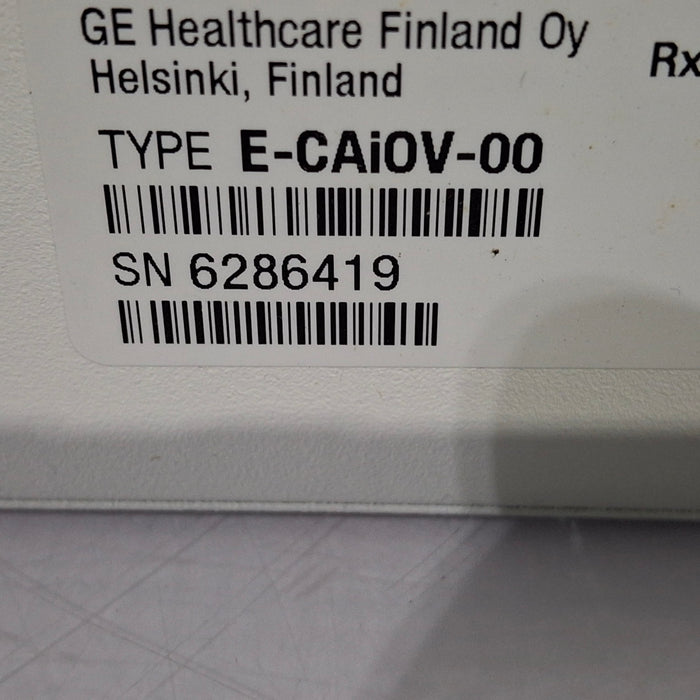 GE Healthcare Finland Oy
Helsinki, Finland
Rx
TYPE E-CAiOV-00
SN 6286419